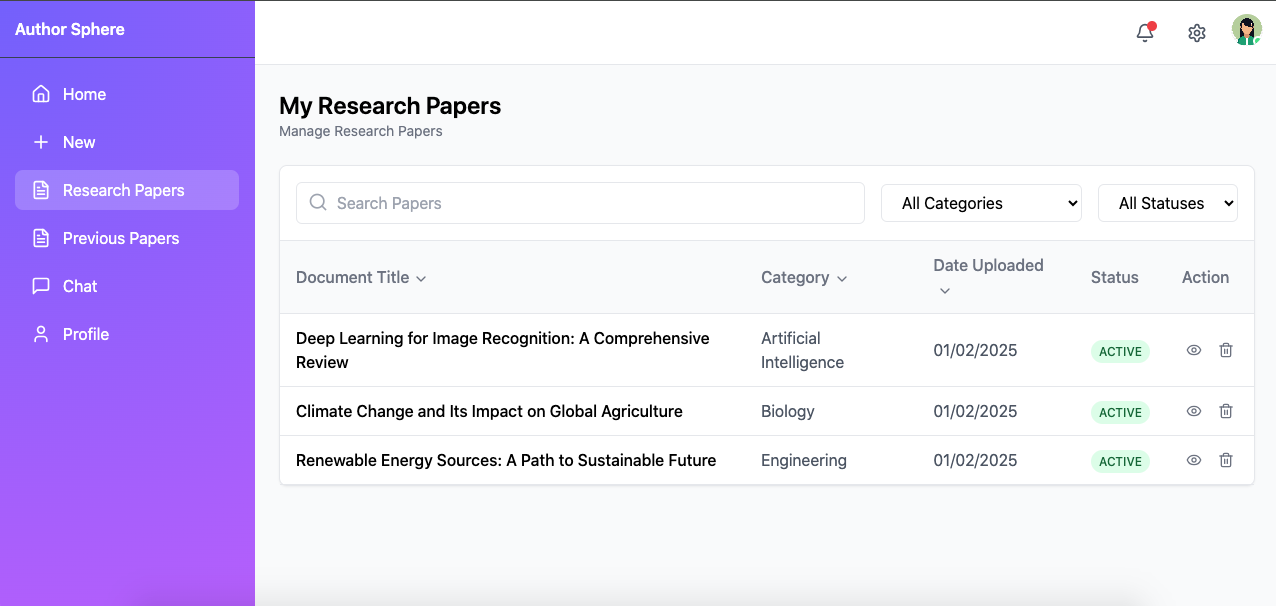 Author Sphere
Home
New
Research Papers
Previous Papers
Chat
Profile
My Research Papers
Manage Research Papers
Search Papers
All Categories
All Statuses
Document Title
Category
Date Uploaded
Status
Action
Deep Learning for Image Recognition: A Comprehensive
Review
Artificial
Intelligence
01/02/2025
ACTIVE
Climate Change and Its Impact on Global Agriculture
Biology
01/02/2025
ACTIVE
Renewable Energy Sources: A Path to Sustainable Future
Engineering
01/02/2025
ACTIVE